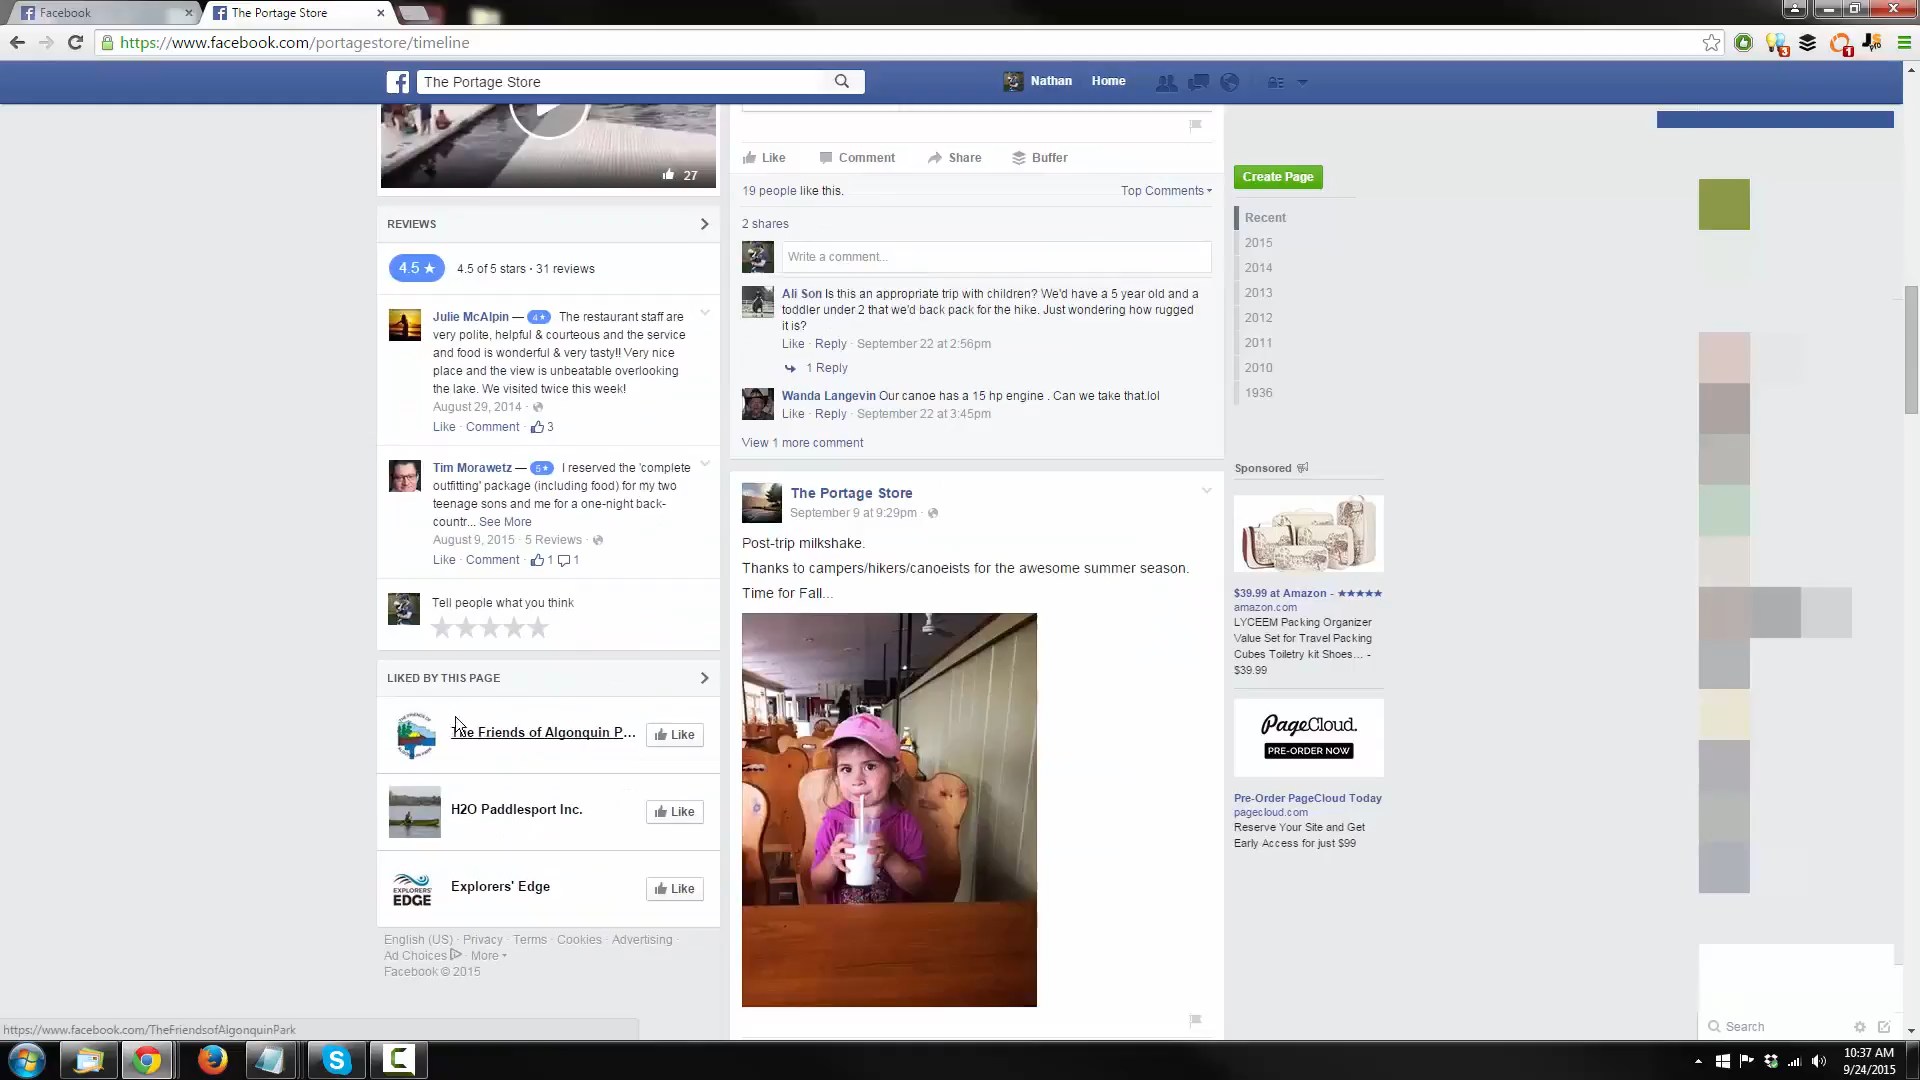 Facebook
The Portage Store
https://www.facebook.com/portagestore/timeline
3
1
The Portage Store
Nathan
Home
27
REVIEWS
4.5 ★
4.5 of 5 stars · 31 reviews
Julie McAlpin — 4★ The restaurant staff are
very polite, helpful & courteous and the service
and food is wonderful & very tasty!! Very nice
place and the view is unbeatable overlooking
the lake. We visited twice this week!
August 29, 2014 ·
Like · Comment · 3
Tim Morawetz — 5★ I reserved the 'complete
outfitting' package (including food) for my two
teenage sons and me for a one-night back-
countr... See More
August 9, 2015 · 5 Reviews ·
Like · Comment · 1 1
Tell people what you think
LIKED BY THIS PAGE
The Friends of Algonquin P...
Like
H2O Paddlesport Inc.
Like
EXPLORERS'
EDGE
Explorers' Edge
Like
English (US) · Privacy · Terms · Cookies · Advertising ·
Ad Choices · More
Facebook © 2015
Like
Comment
Share
Buffer
19 people like this.
Top Comments
2 shares
Write a comment...
Ali Son Is this an appropriate trip with children? We'd have a 5 year old and a
toddler under 2 that we'd back pack for the hike. Just wondering how rugged
it is?
Like · Reply · September 22 at 2:56pm
1 Reply
Wanda Langevin Our canoe has a 15 hp engine . Can we take that.lol
Like · Reply · September 22 at 3:45pm
View 1 more comment
The Portage Store
September 9 at 9:29pm ·
Post-trip milkshake.
Thanks to campers/hikers/canoeists for the awesome summer season.
Time for Fall...
Create Page
Recent
2015
2014
2013
2012
2011
2010
1936
Sponsored
$39.99 at Amazon - ★★★★★
amazon.com
LYCEEM Packing Organizer
Value Set for Travel Packing
Cubes Toiletry kit Shoes… -
$39.99
PageCloud.
PRE-ORDER NOW
Pre-Order PageCloud Today
pagecloud.com
Reserve Your Site and Get
Early Access for just $99
Search
https://www.facebook.com/TheFriendsofAlgonquinPark
10:37 AM
9/24/2015